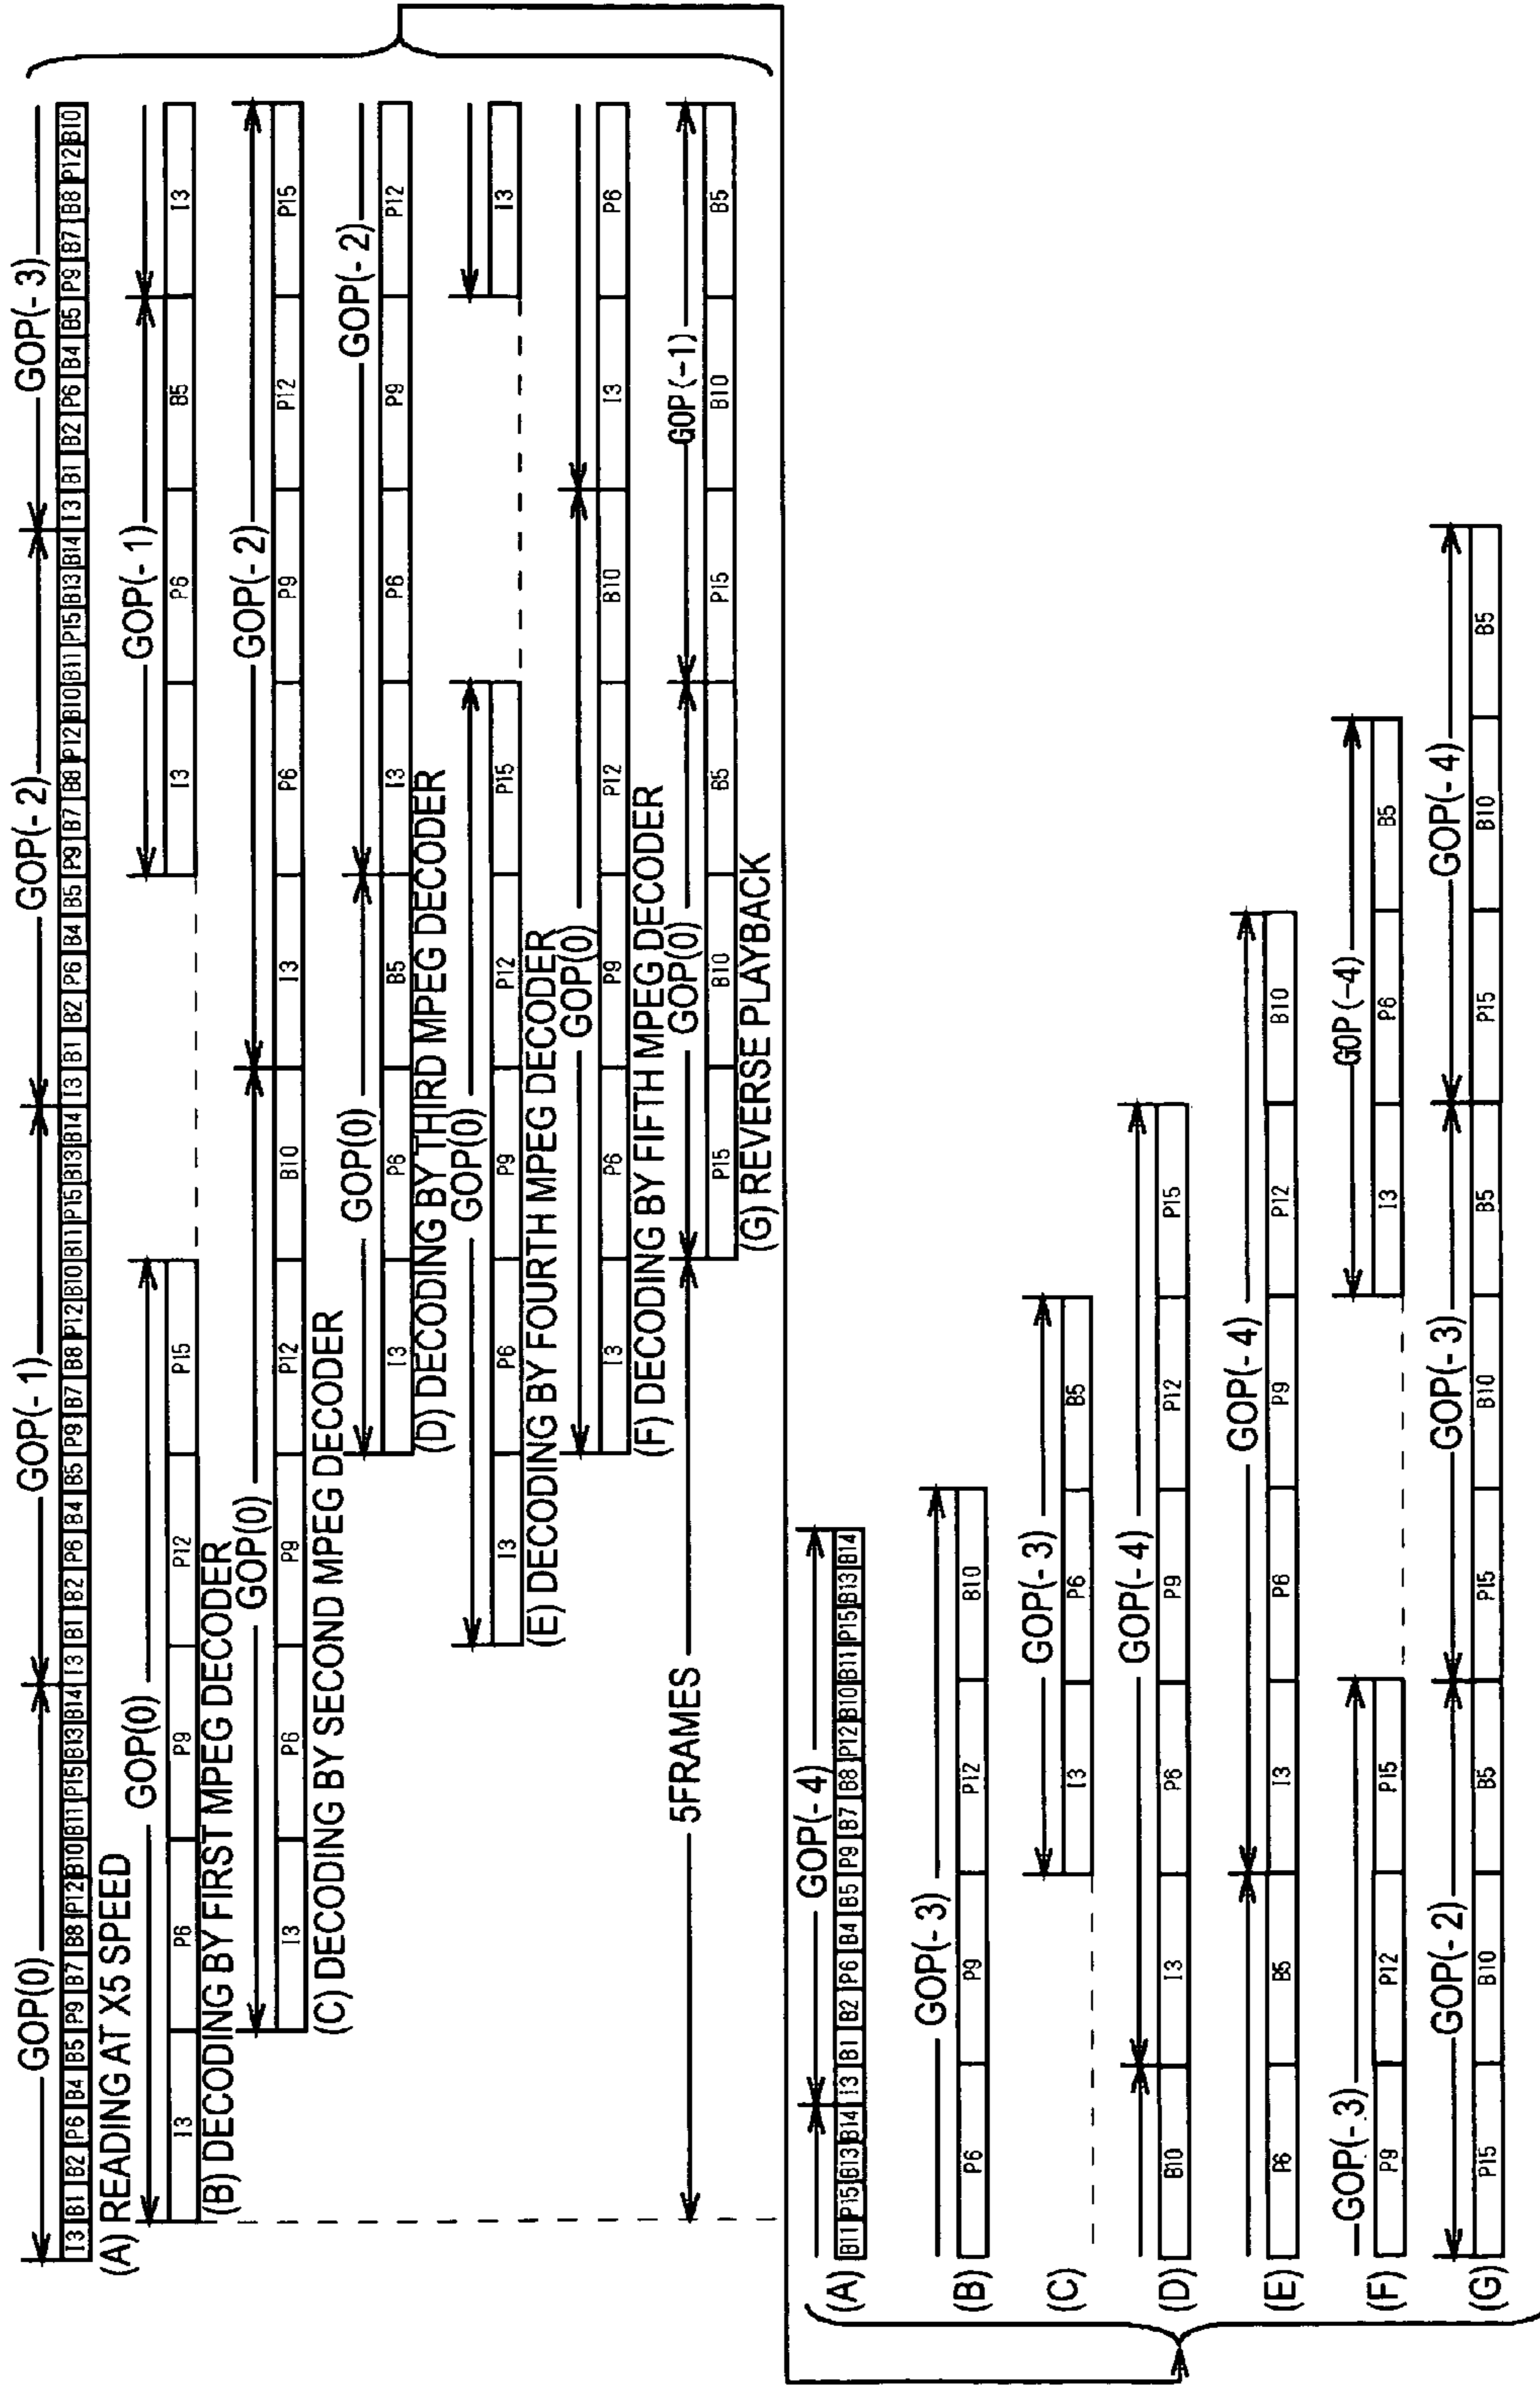 GOP(0) GOP(-1) GOP(-2) GOP(-3)
I3 B1 B2 P6 B4 B5 P9 B7 B8 P12 B10 B11 P15 B13 B14 I3 B1 B2 P6 B4 B5 P9 B7 B8 P12 B10 B11 P15 B13 B14 I3 B1 B2 P6 B4 B5 P9 B7 B8 P12 B10 B11 P15 B13 B14 I3 B1 B2 P6 B4 B5 P9 B7 B8 P12 B10
(A) READING AT X5 SPEED
GOP(0) GOP(-1)
I3 P6 P9 P12 P15 I3 P6 B5 I3
(B) DECODING BY FIRST MPEG DECODER
GOP(0) GOP(-2)
I3 P6 P9 P12 B10 I3 P6 P9 P12 P15
(C) DECODING BY SECOND MPEG DECODER
GOP(0) GOP(-2)
I3 P6 B5 I3 P6 P9 P12
(D) DECODING BY THIRD MPEG DECODER
GOP(0)
I3 P6 P9 P12 P15 I3
(E) DECODING BY FOURTH MPEG DECODER
GOP(0)
I3 P6 P9 P12 B10 I3 P6
(F) DECODING BY FIFTH MPEG DECODER
5FRAMES GOP(0) GOP(-1)
P15 B10 B5 P15 B10 B5
(G) REVERSE PLAYBACK
GOP(-4)
(A) B11 P15 B13 B14 I3 B1 B2 P6 B4 B5 P9 B7 B8 P12 B10 B11 P15 B13 B14
GOP(-3)
(B) P6 P9 P12 B10
GOP(-3)
(C) I3 P6 B5
GOP(-4)
(D) B10 I3 P6 P9 P12 P15
GOP(-4)
(E) P6 B5 I3 P6 P9 P12 B10
GOP(-3) GOP(-4)
(F) P9 P12 P15 I3 P6 B5
GOP(-2) GOP(-3) GOP(-4)
(G) P15 B10 B5 P15 B10 B5 P15 B10 B5